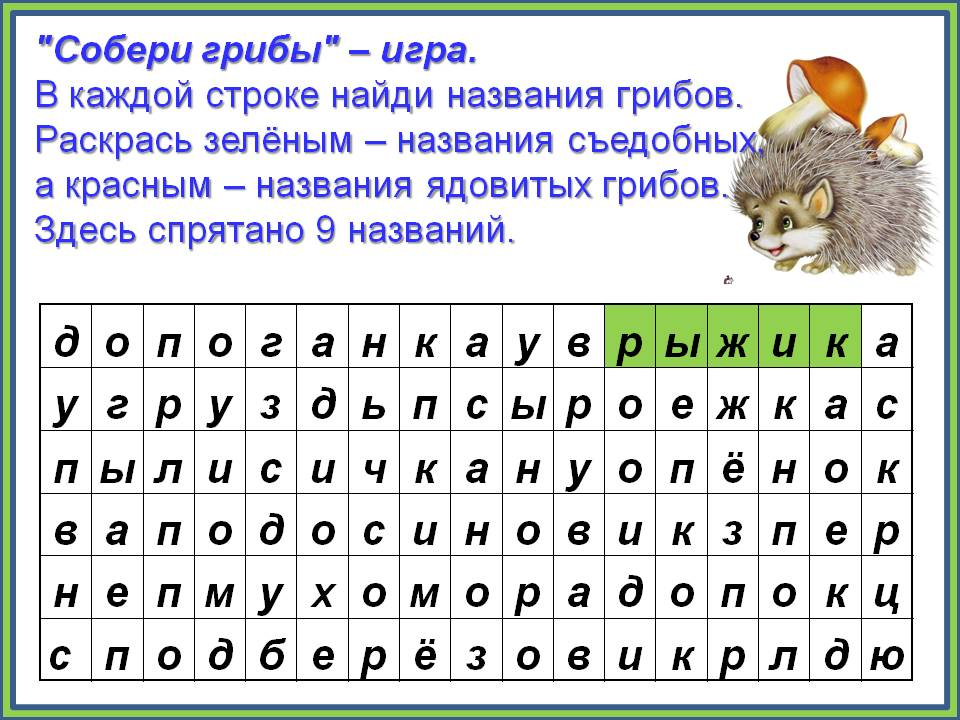 "Собери грибы" – игра.
В каждой строке найди названия грибов.
Раскрась зелёным – названия съедобных,
а красным – названия ядовитых грибов.
Здесь спрятано 9 названий.
д о п о г а н к а у в р ы ж и к а
у г р у з д ь п с ы р о е ж к а с
п ы л и с и ч к а н у о п ё н о к
в а п о д о с и н о в и к з п е р
н е п м у х о м о р а д о п о к ц
с п о д б е р ё з о в и к р л д ю